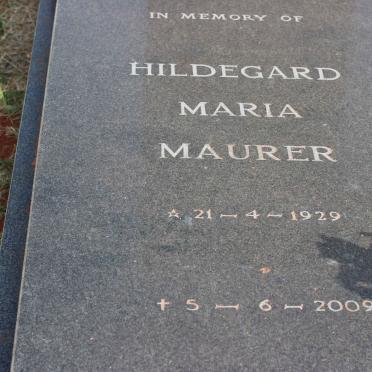 IN MEMORY OF
HILDEGARD
MARIA
MAURER
☆ 21 – 4 – 1929
✝ 5 – 6 – 2009